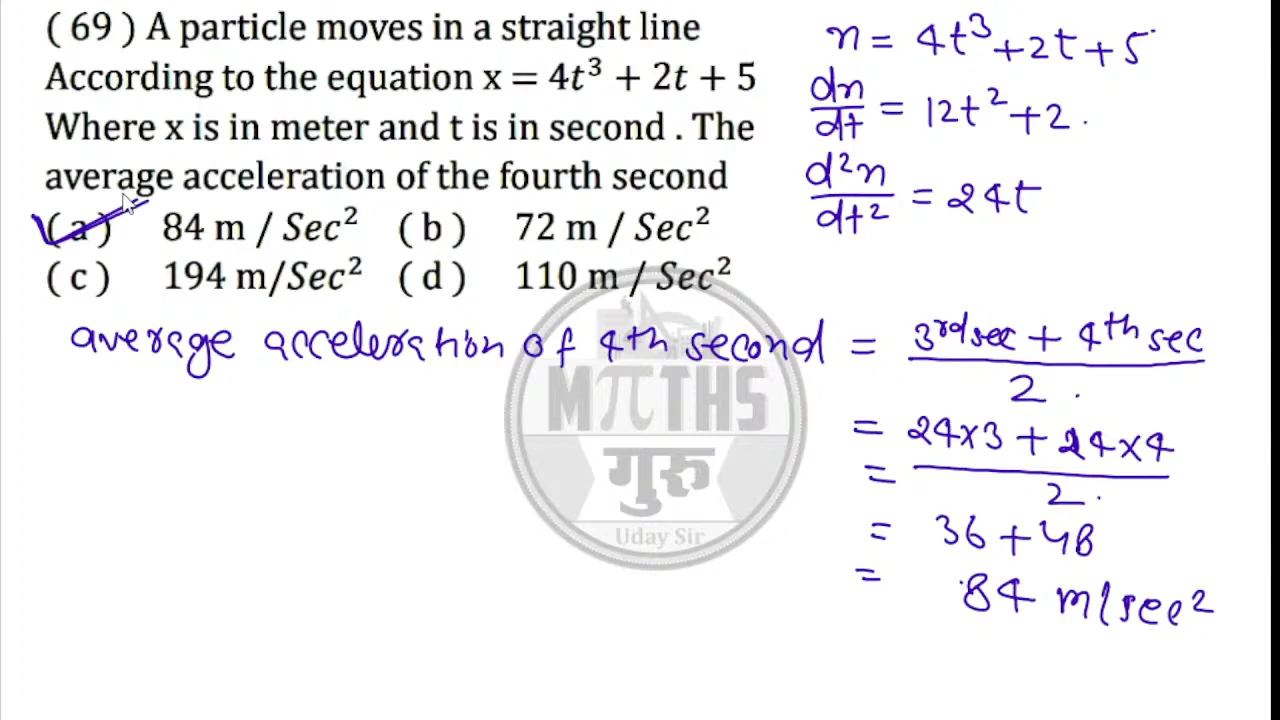 ( 69 ) A particle moves in a straight line
According to the equation x = 4t³ + 2t + 5
Where x is in meter and t is in second . The
average acceleration of the fourth second
( a ) 84 m / Sec² ( b ) 72 m / Sec²
( c ) 194 m/Sec² ( d ) 110 m / Sec²
x = 4t³ + 2t + 5
dx/dt = 12t² + 2 .
d²x/dt² = 24t
average acceleration of 4th second = (3rd sec + 4th sec)/2 .
= (24×3 + 24×4)/2 .
=
= 36 + 48
= 84 m/sec²
MπTHS
गुरु
Uday Sir